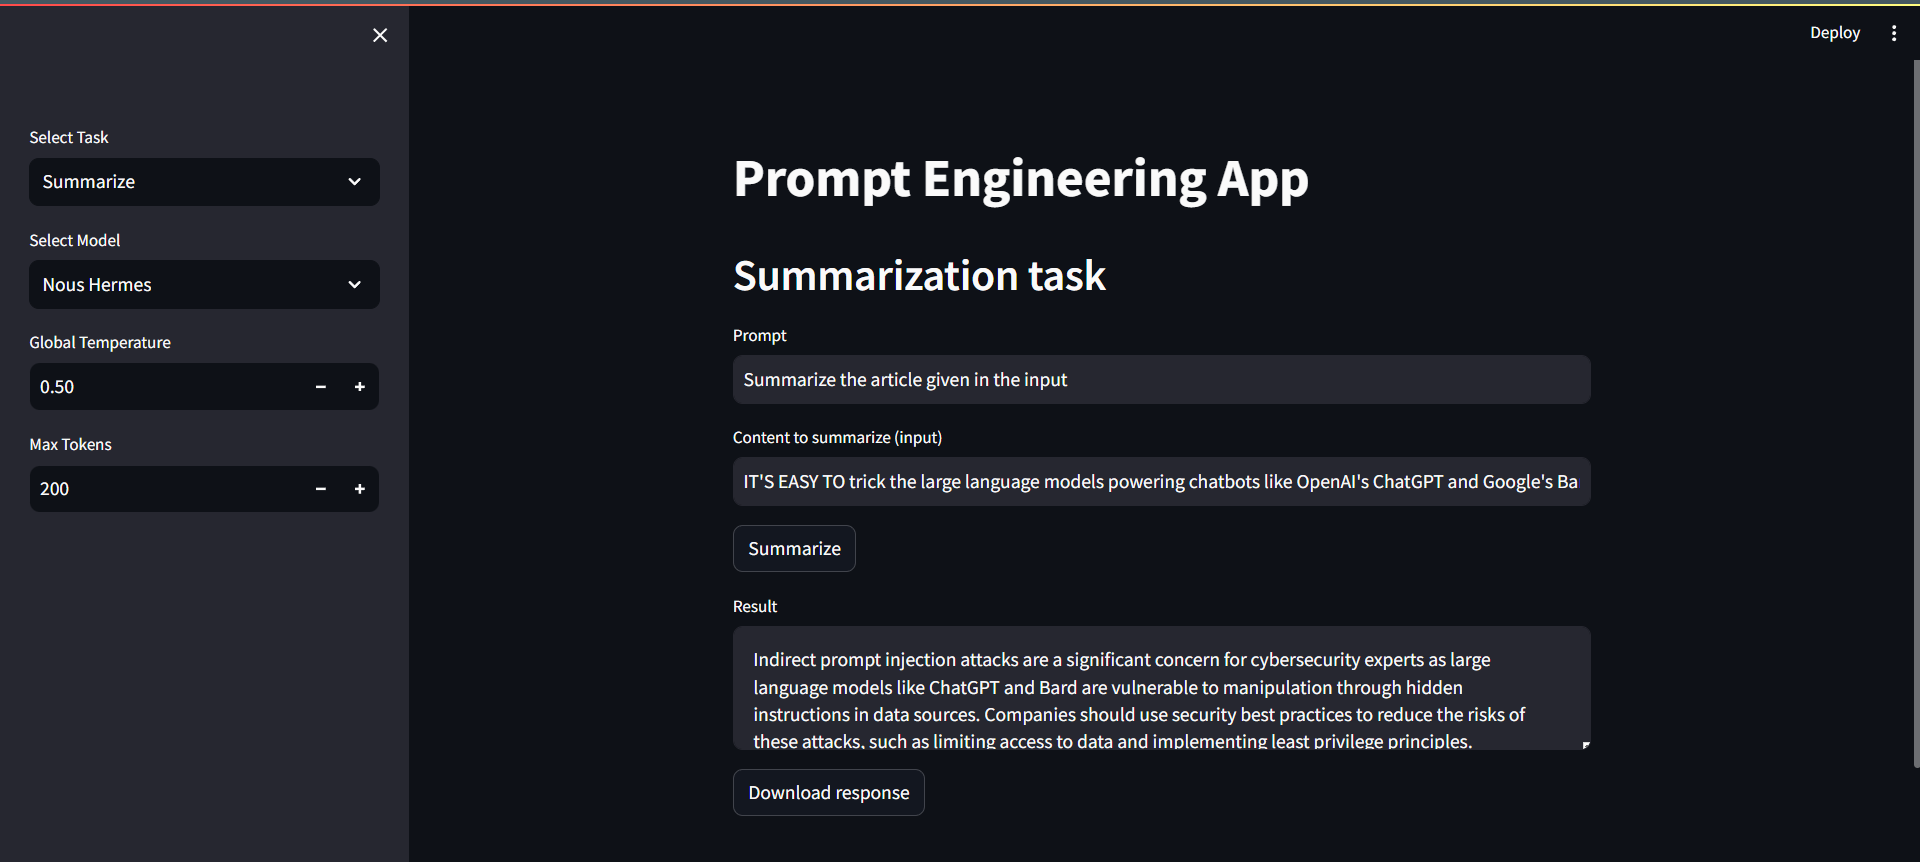 Deploy
Select Task
Summarize
Select Model
Nous Hermes
Global Temperature
0.50
Max Tokens
200
Prompt Engineering App
Summarization task
Prompt
Summarize the article given in the input
Content to summarize (input)
IT'S EASY TO trick the large language models powering chatbots like OpenAI's ChatGPT and Google's Ba
Summarize
Result
Indirect prompt injection attacks are a significant concern for cybersecurity experts as large
language models like ChatGPT and Bard are vulnerable to manipulation through hidden
instructions in data sources. Companies should use security best practices to reduce the risks of
these attacks, such as limiting access to data and implementing least privilege principles.
Download response